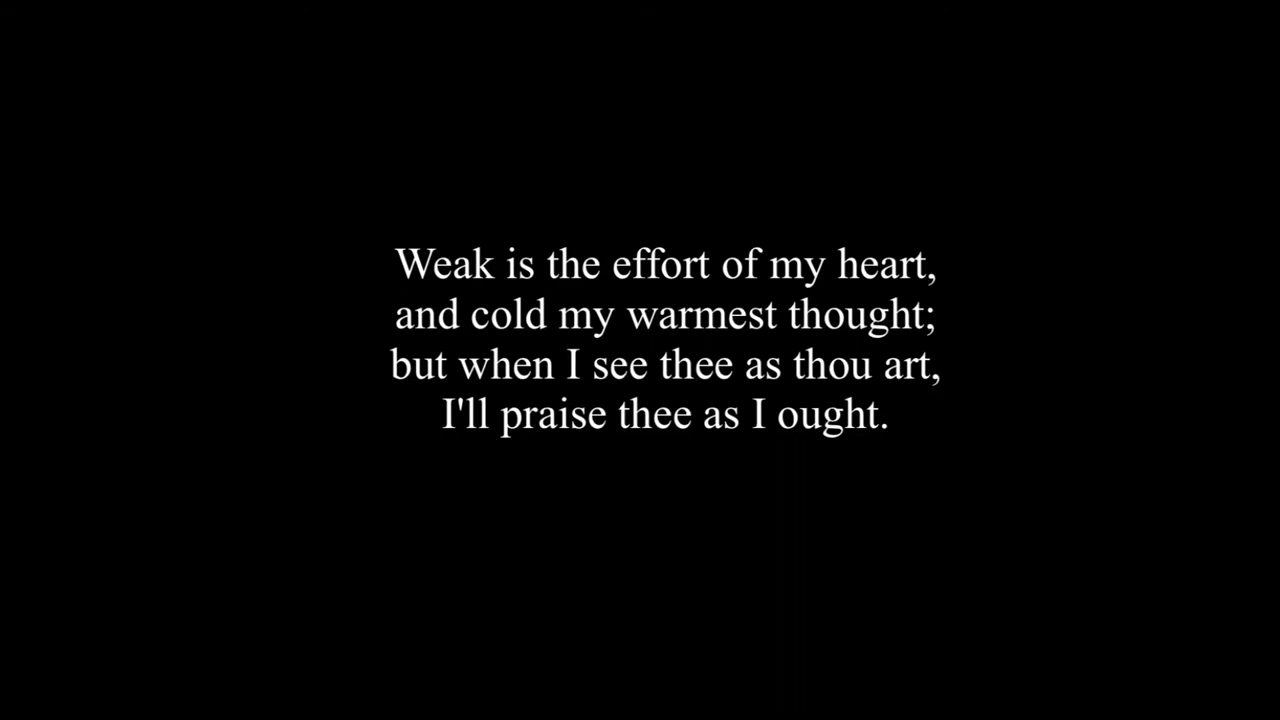 Weak is the effort of my heart,
and cold my warmest thought;
but when I see thee as thou art,
I'll praise thee as I ought.